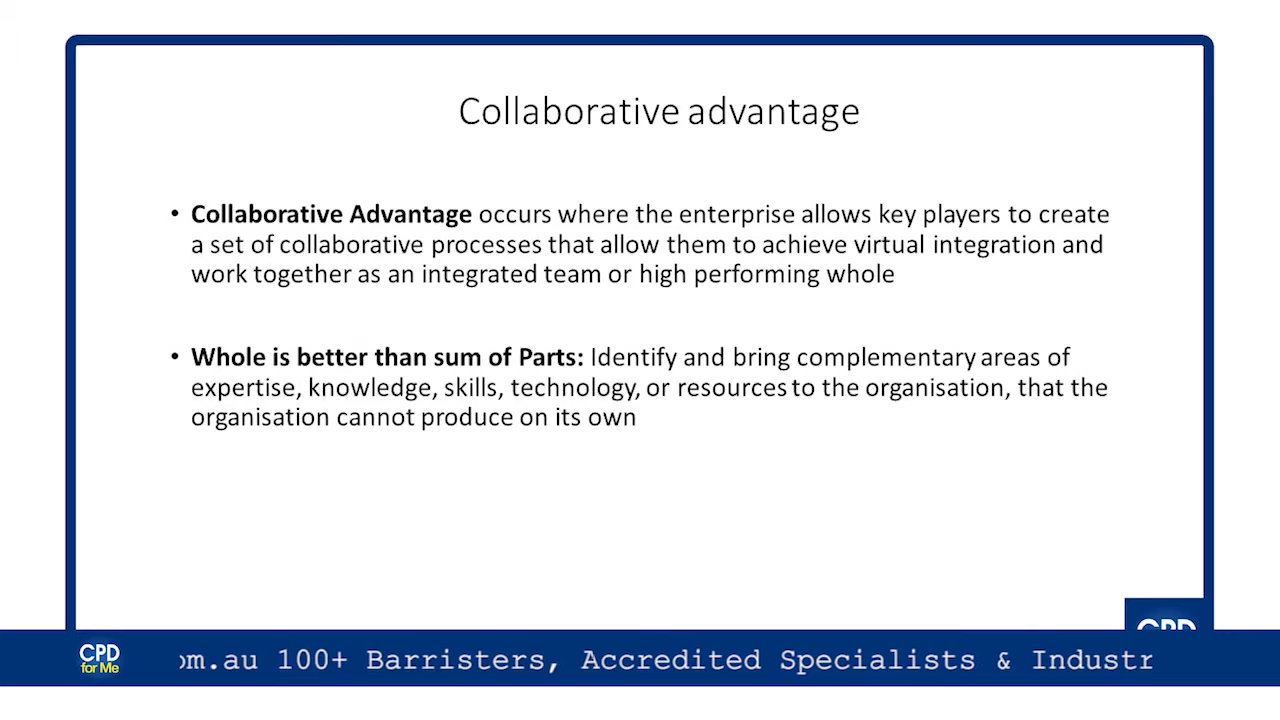 Collaborative advantage
• Collaborative Advantage occurs where the enterprise allows key players to create
a set of collaborative processes that allow them to achieve virtual integration and
work together as an integrated team or high performing whole
• Whole is better than sum of Parts: Identify and bring complementary areas of
expertise, knowledge, skills, technology, or resources to the organisation, that the
organisation cannot produce on its own
CPD
CPD
for Me
om.au 100+ Barristers, Accredited Specialists & Industr